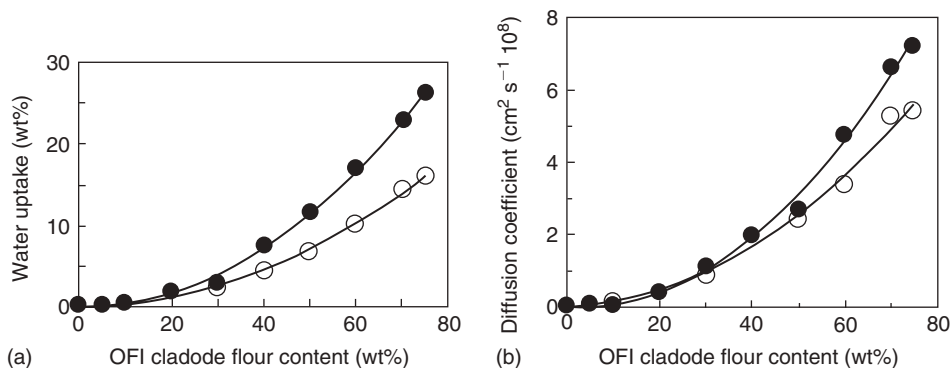 (a)
Water uptake (wt%)
30
20
10
0
0 20 40 60 80
OFI cladode flour content (wt%)
(b)
Diffusion coefficient (cm² s⁻¹ 10⁸)
8
6
4
2
0
0 20 40 60 80
OFI cladode flour content (wt%)